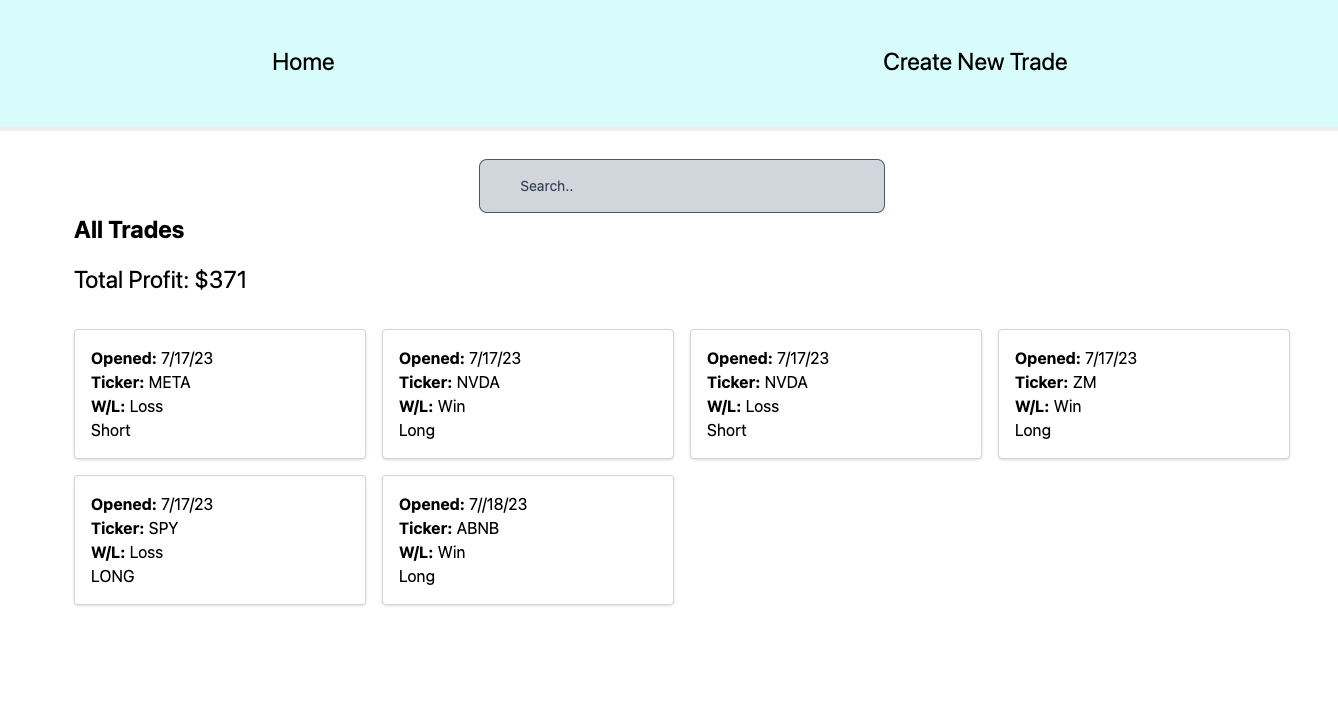 Home
Create New Trade
Search..
All Trades
Total Profit: $371
Opened: 7/17/23
Ticker: META
W/L: Loss
Short
Opened: 7/17/23
Ticker: NVDA
W/L: Win
Long
Opened: 7/17/23
Ticker: NVDA
W/L: Loss
Short
Opened: 7/17/23
Ticker: ZM
W/L: Win
Long
Opened: 7/17/23
Ticker: SPY
W/L: Loss
LONG
Opened: 7//18/23
Ticker: ABNB
W/L: Win
Long